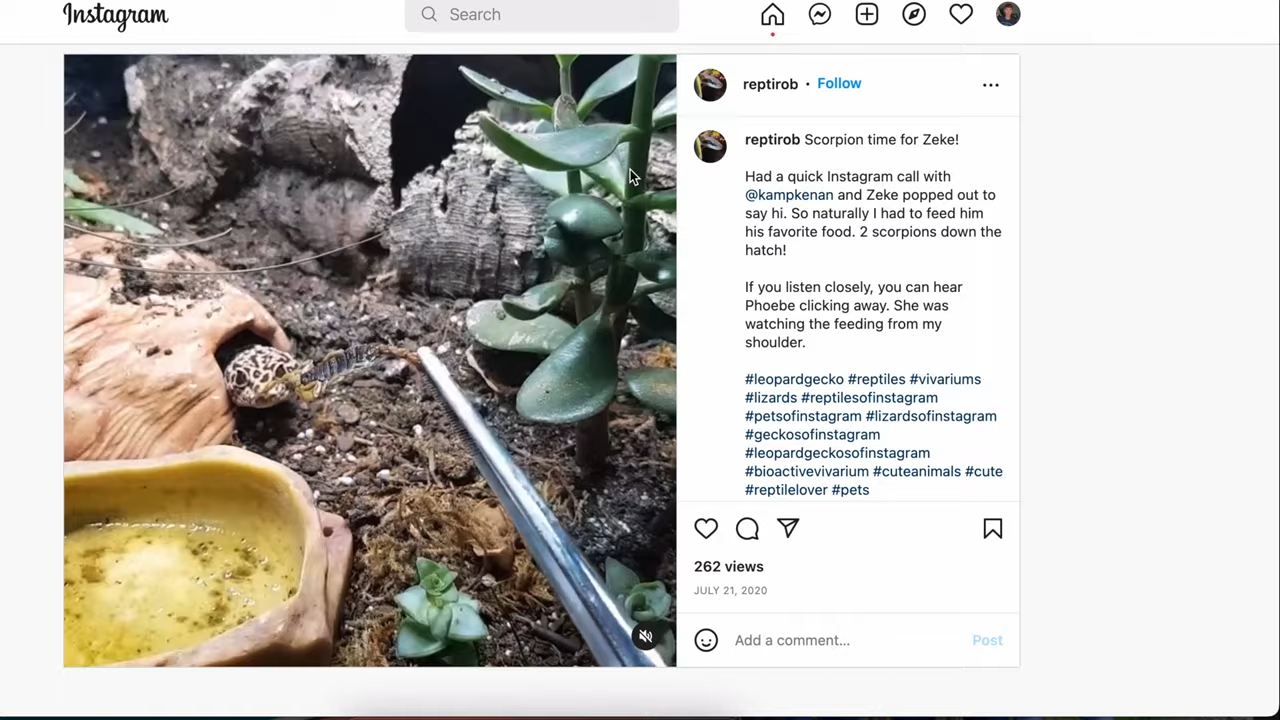 Instagram
Search
reptirob • Follow
reptirob Scorpion time for Zeke!
Had a quick Instagram call with
@kampkenan and Zeke popped out to
say hi. So naturally I had to feed him
his favorite food. 2 scorpions down the
hatch!
If you listen closely, you can hear
Phoebe clicking away. She was
watching the feeding from my
shoulder.
#leopardgecko #reptiles #vivariums
#lizards #reptilesofinstagram
#petsofinstagram #lizardsofinstagram
#geckosofinstagram
#leopardgeckosofinstagram
#bioactivevivarium #cuteanimals #cute
#reptilelover #pets
262 views
JULY 21, 2020
Add a comment... Post